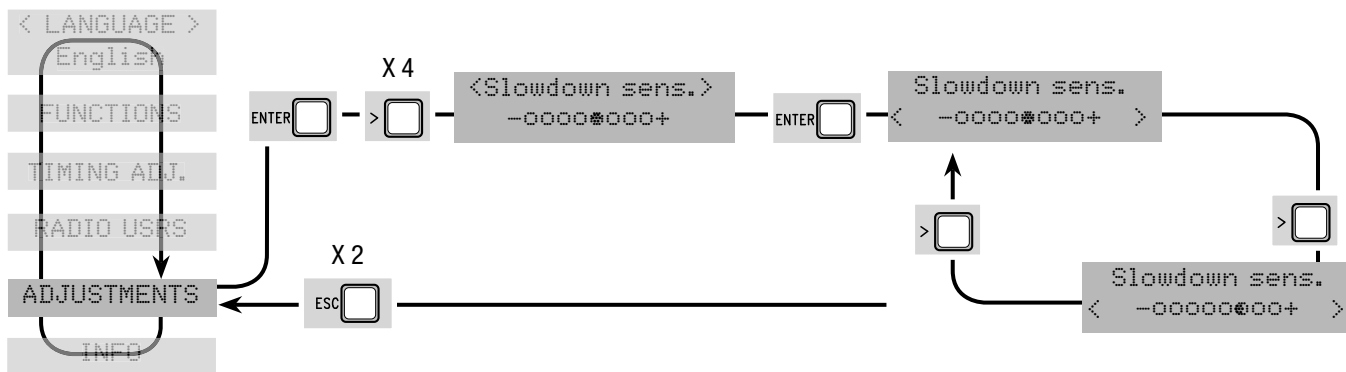 < LANGUAGE >
English
FUNCTIONS
TIMING ADJ.
RADIO USRS
ADJUSTMENTS
INFO
ENTER
>
X 4
<Slowdown sens.>
-oooo●ooo+
ENTER
Slowdown sens.
< -oooo●ooo+ >
>
Slowdown sens.
< -ooooo●oo+ >
>
X 2
ESC